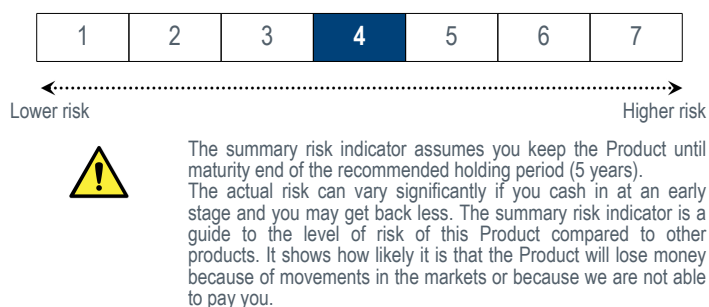 1 2 3 4 5 6 7
Lower risk Higher risk
The summary risk indicator assumes you keep the Product until
maturity end of the recommended holding period (5 years).
The actual risk can vary significantly if you cash in at an early
stage and you may get back less. The summary risk indicator is a
guide to the level of risk of this Product compared to other
products. It shows how likely it is that the Product will lose money
because of movements in the markets or because we are not able
to pay you.